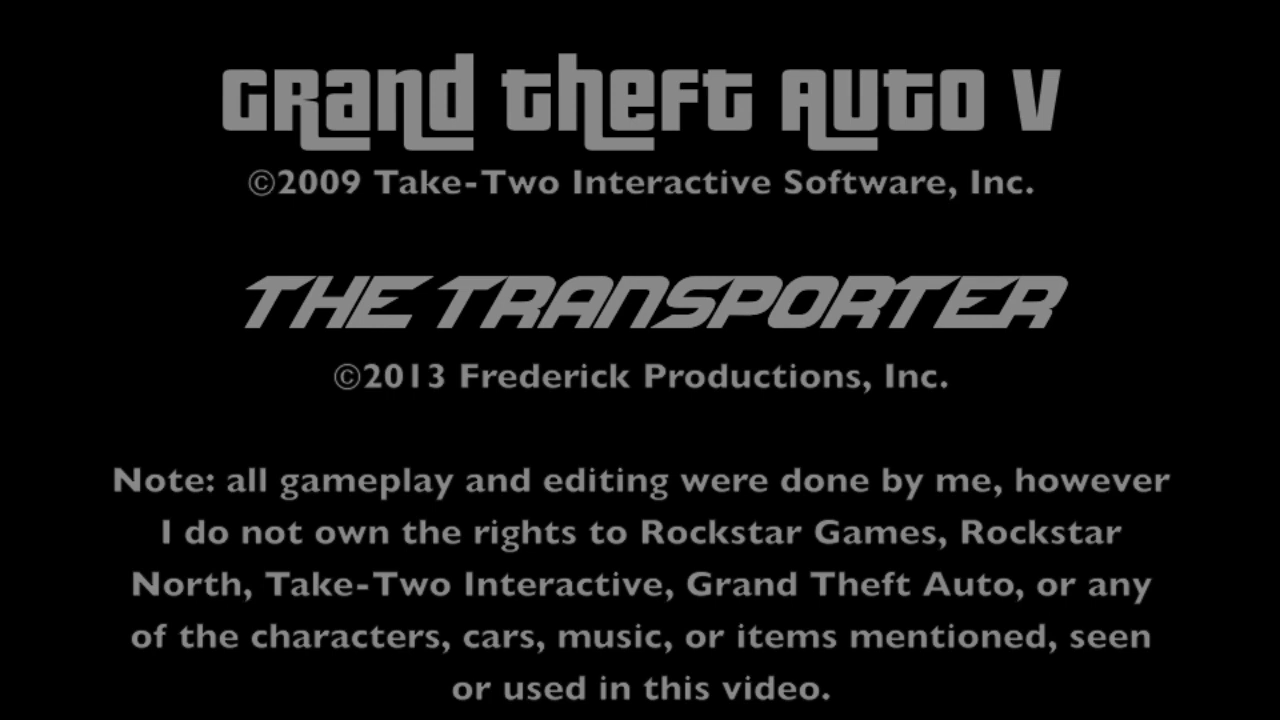 Grand Theft Auto V
©2009 Take-Two Interactive Software, Inc.
THE TRANSPORTER
©2013 Frederick Productions, Inc.
Note: all gameplay and editing were done by me, however
I do not own the rights to Rockstar Games, Rockstar
North, Take-Two Interactive, Grand Theft Auto, or any
of the characters, cars, music, or items mentioned, seen
or used in this video.